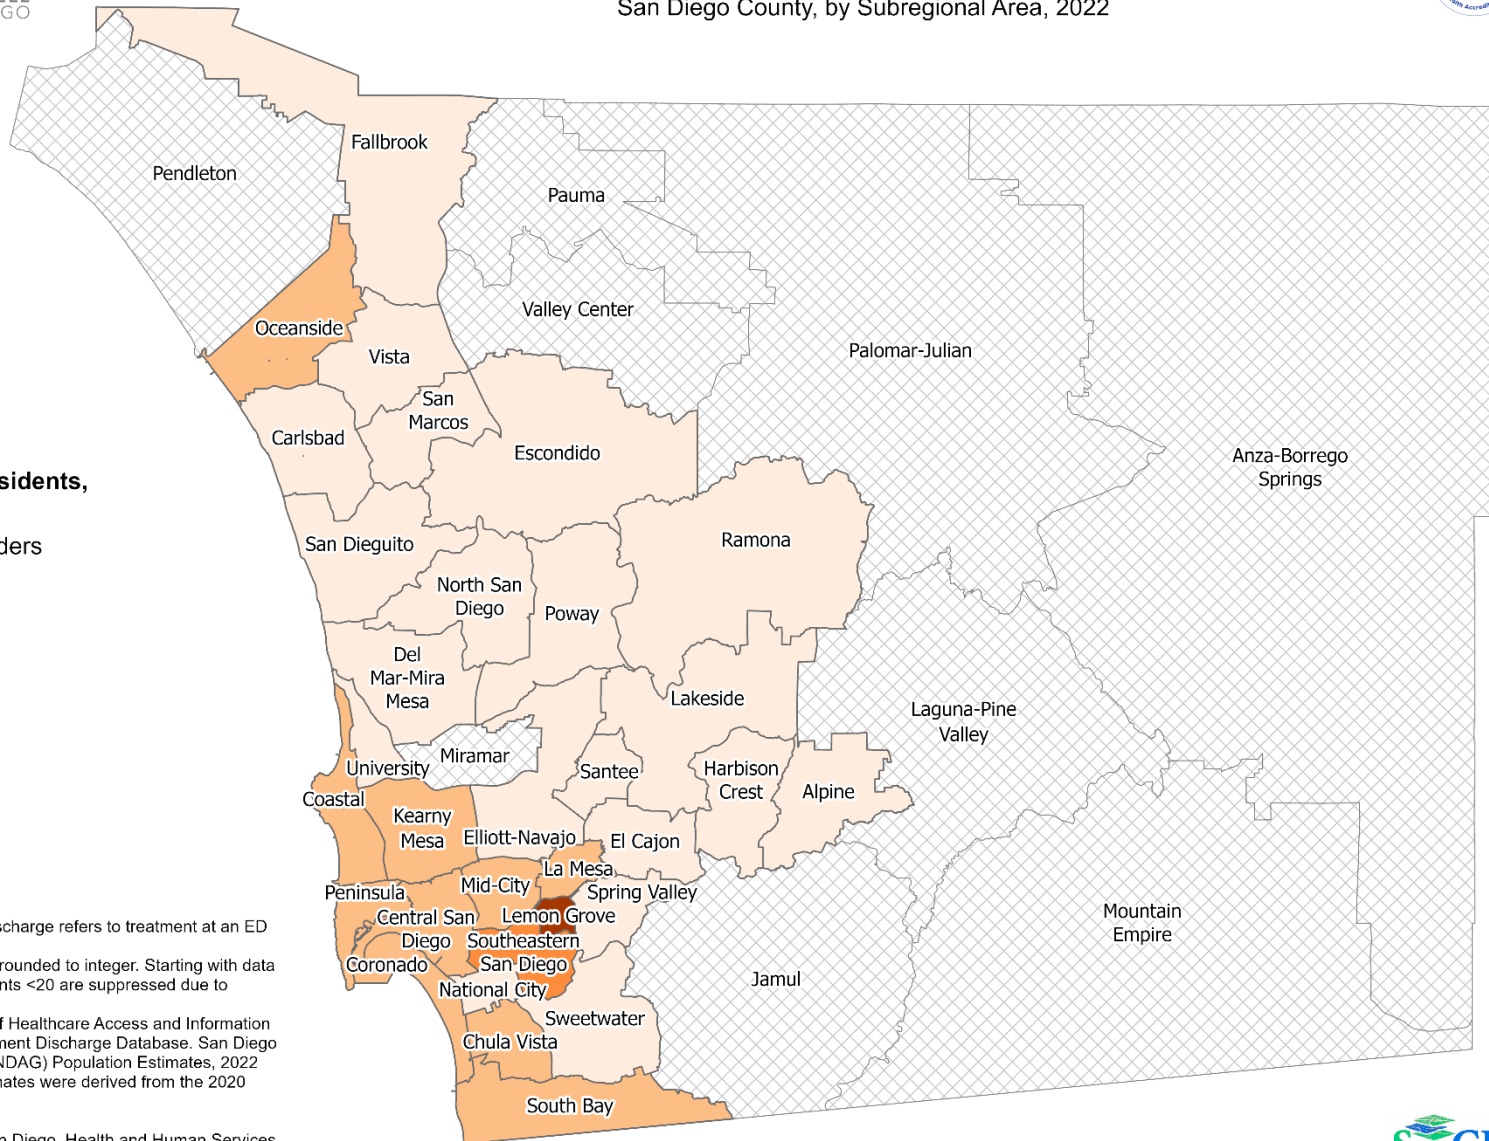 GO
San Diego County, by Subregional Area, 2022
Fallbrook
Pendleton
Pauma
Valley Center
Oceanside
Vista
Palomar-Julian
San
Marcos
Carlsbad
Escondido
Anza-Borrego
Springs
sidents,
San Dieguito
ders
Ramona
North San
Diego
Poway
Del
Mar-Mira
Mesa
Lakeside
Laguna-Pine
Valley
Miramar
University
Santee
Harbison
Crest
Alpine
Coastal
Kearny
Mesa
Elliott-Navajo
El Cajon
La Mesa
Peninsula
Mid-City
Spring Valley
Central San
Diego
Lemon Grove
Mountain
Empire
Southeastern
San Diego
Coronado
Jamul
National City
Sweetwater
Chula Vista
South Bay
scharge refers to treatment at an ED
rounded to integer. Starting with data
nts <20 are suppressed due to
f Healthcare Access and Information
ment Discharge Database. San Diego
NDAG) Population Estimates, 2022
nates were derived from the 2020
n Diego, Health and Human Services